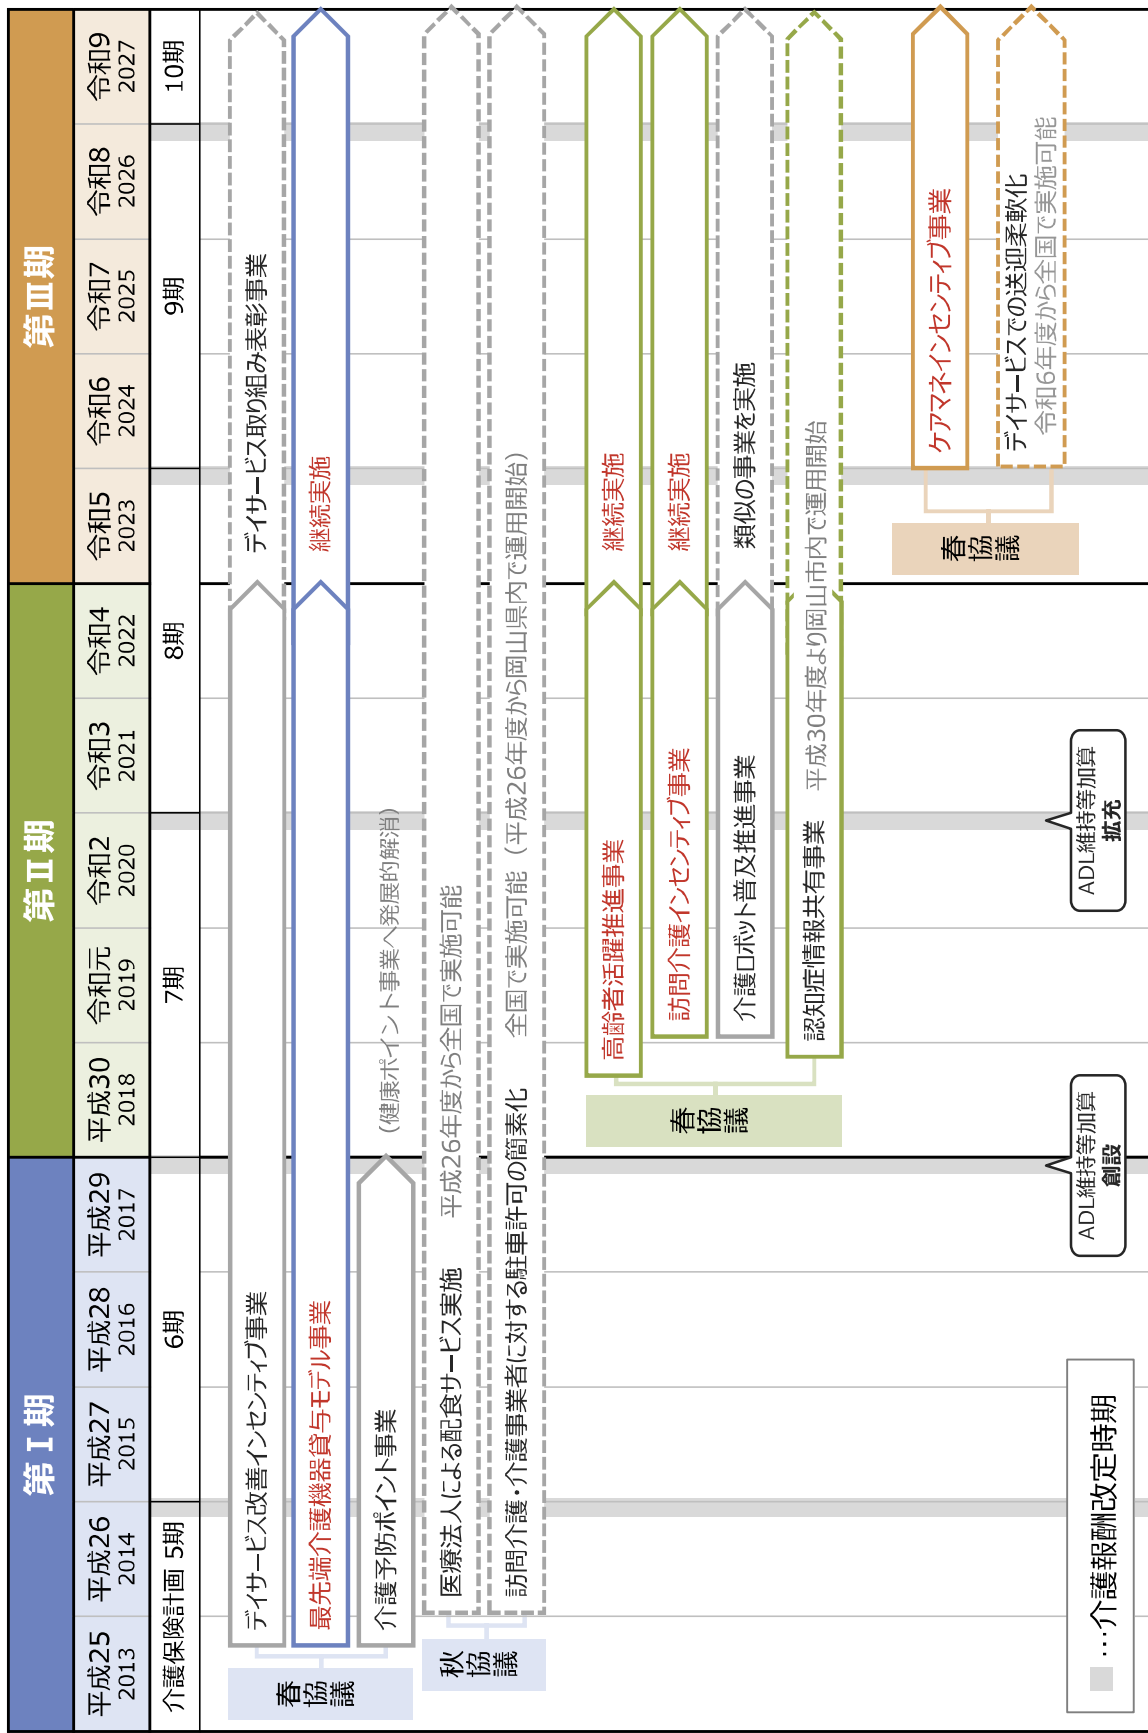 第Ⅰ期
第Ⅱ期
第Ⅲ期
平成25
2013
平成26
2014
平成27
2015
平成28
2016
平成29
2017
平成30
2018
令和元
2019
令和2
2020
令和3
2021
令和4
2022
令和5
2023
令和6
2024
令和7
2025
令和8
2026
令和9
2027
介護保険計画 5期
6期
7期
8期
9期
10期
春協議
デイサービス改善インセンティブ事業
デイサービス取り組み表彰事業
最先端介護機器貸与モデル事業
継続実施
介護予防ポイント事業
(健康ポイント事業へ発展的解消)
秋協議
医療法人による配食サービス実施
平成26年度から全国で実施可能
訪問介護・介護事業者に対する駐車許可の簡素化
全国で実施可能(平成26年度から岡山県内で運用開始)
春協議
高齢者活躍推進事業
継続実施
訪問介護インセンティブ事業
継続実施
介護ロボット普及推進事業
類似の事業を実施
認知症情報共有事業
平成30年度より岡山市内で運用開始
春協議
ケアマネインセンティブ事業
デイサービスでの送迎柔軟化
令和6年度から全国で実施可能
ADL維持等加算
創設
ADL維持等加算
拡充
…介護報酬改定時期